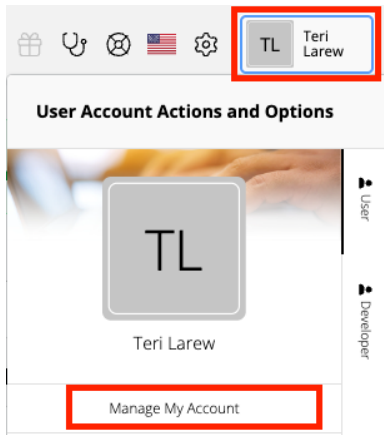 TL
Teri
Larew
User Account Actions and Options
TL
Teri Larew
User
Developer
Manage My Account